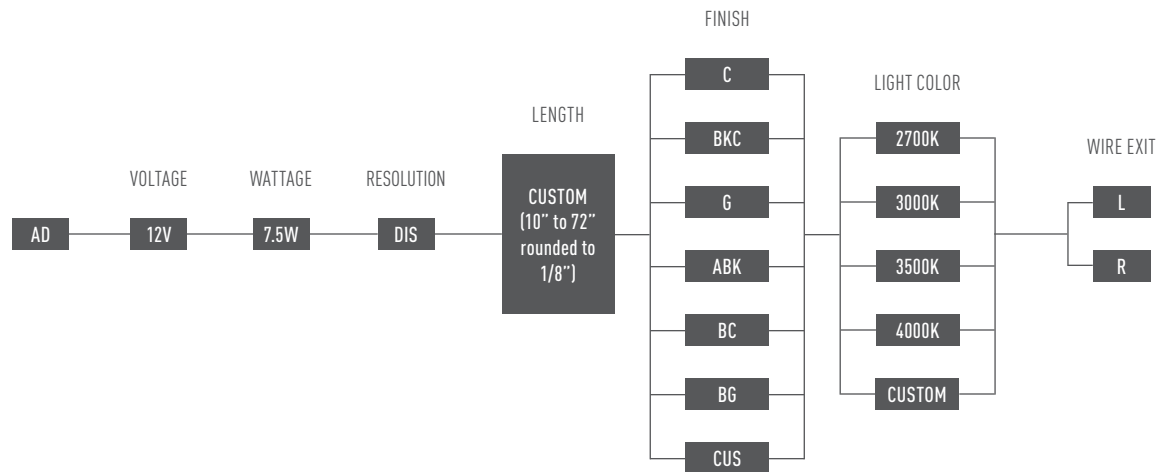 FINISH
C
LIGHT COLOR
LENGTH
BKC
2700K
WIRE EXIT
VOLTAGE
WATTAGE
RESOLUTION
CUSTOM
(10” to 72”
rounded to
1/8”)
G
3000K
L
AD
12V
7.5W
DIS
ABK
3500K
R
BC
4000K
BG
CUSTOM
CUS